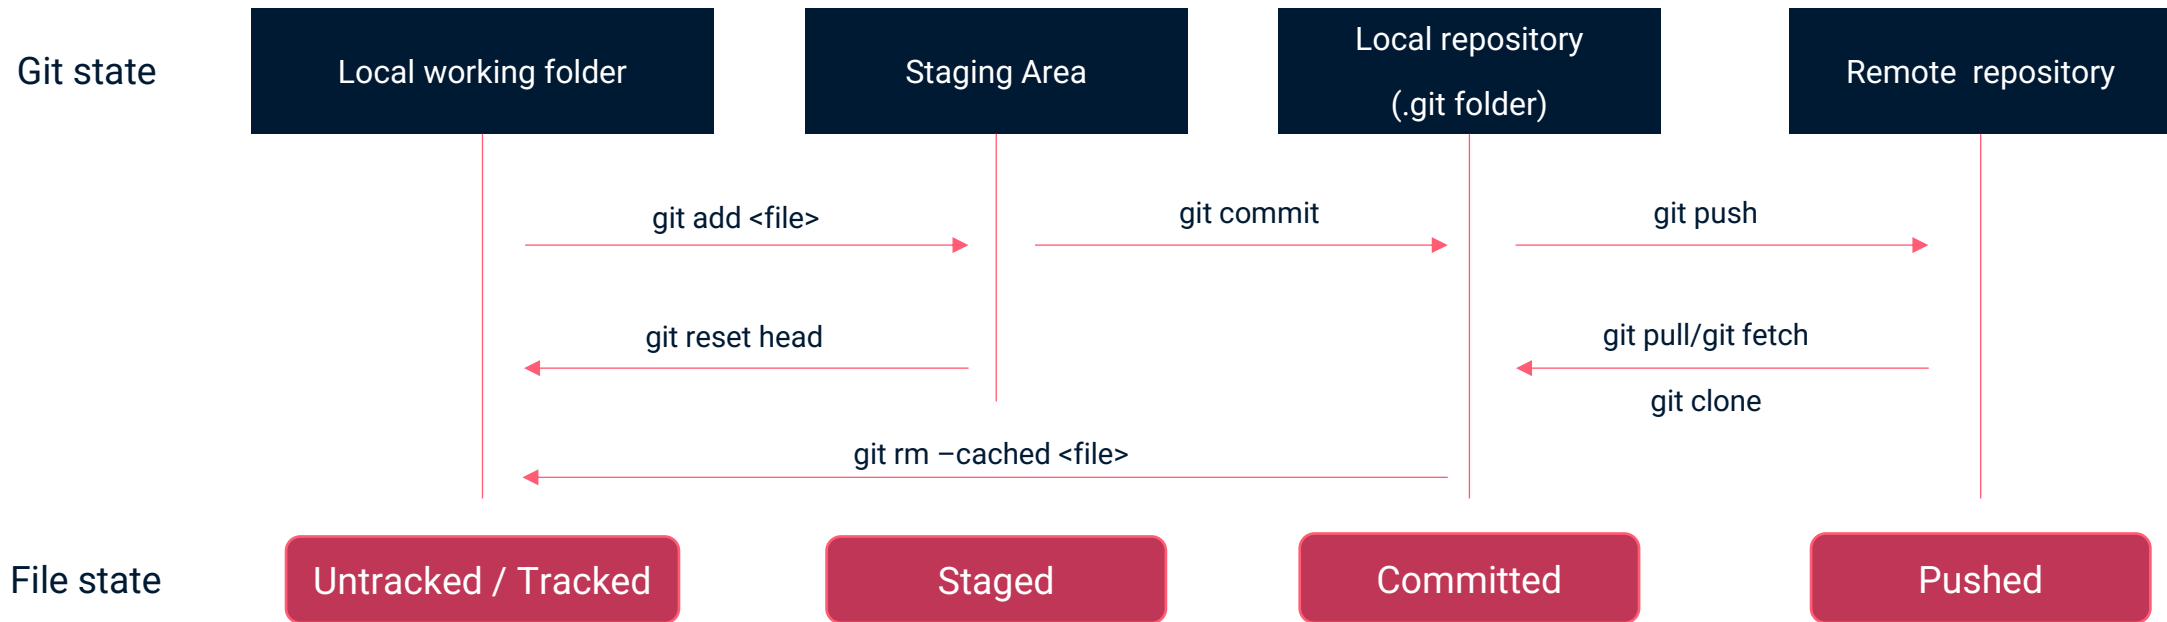 Git state
Local working folder
Staging Area
Local repository
(.git folder)
Remote repository
git add <file>
git commit
git push
git reset head
git pull/git fetch
git clone
git rm –cached <file>
File state
Untracked / Tracked
Staged
Committed
Pushed